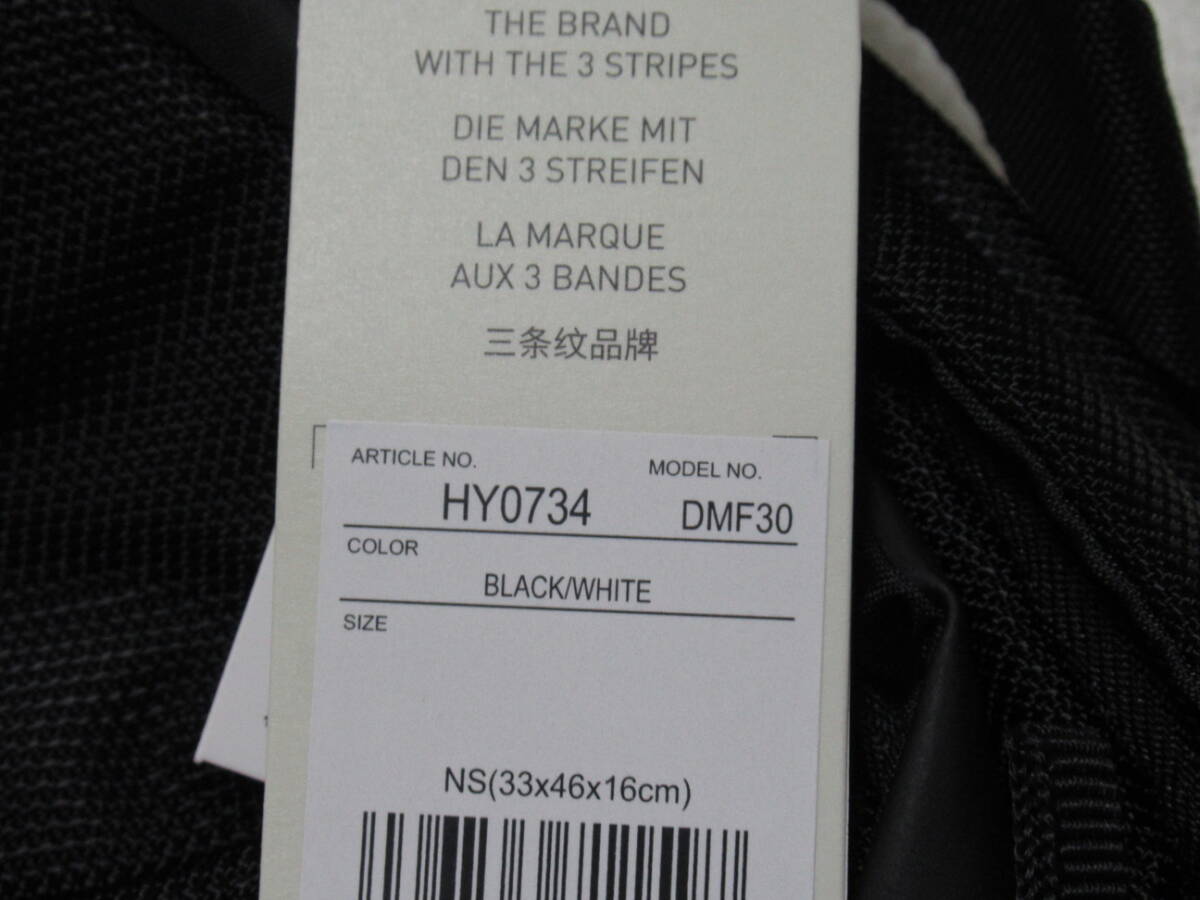 THE BRAND
WITH THE 3 STRIPES
DIE MARKE MIT
DEN 3 STREIFEN
LA MARQUE
AUX 3 BANDES
三条纹品牌
ARTICLE NO.
HY0734
MODEL NO.
DMF30
COLOR
BLACK/WHITE
SIZE
NS(33x46x16cm)